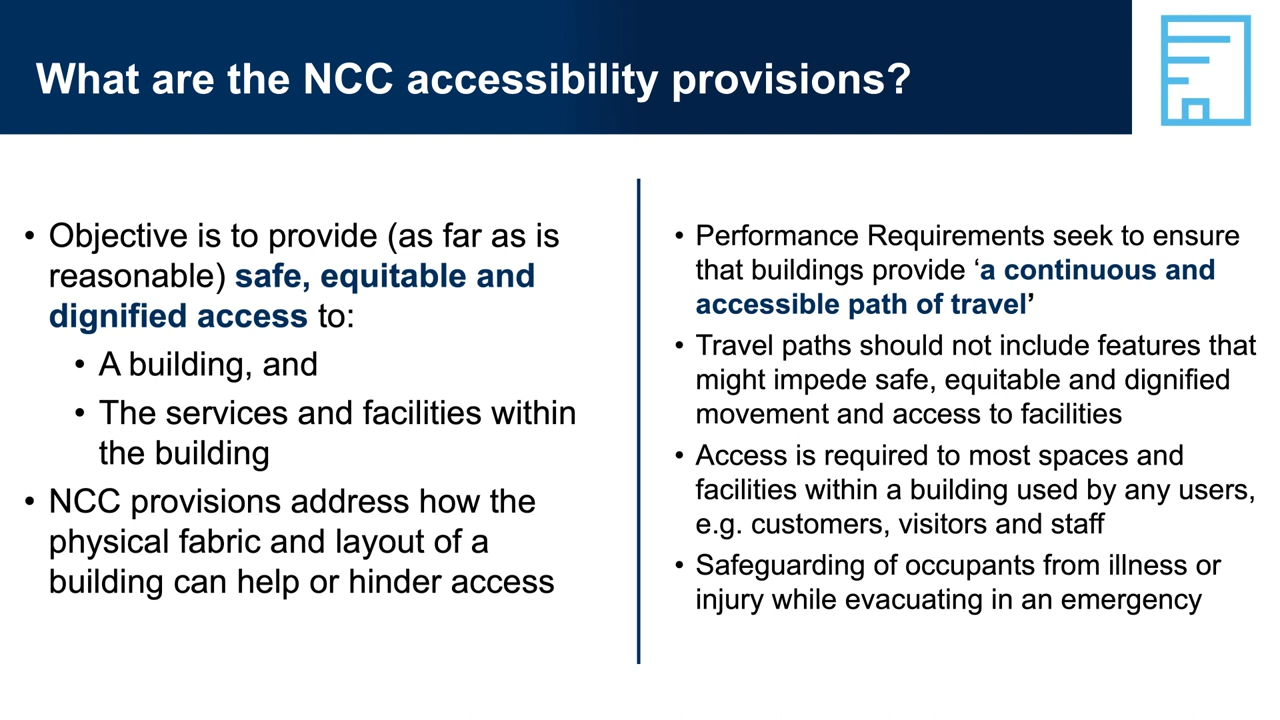 What are the NCC accessibility provisions?
• Objective is to provide (as far as is
reasonable) safe, equitable and
dignified access to:
• A building, and
• The services and facilities within
the building
• NCC provisions address how the
physical fabric and layout of a
building can help or hinder access
• Performance Requirements seek to ensure
that buildings provide ‘a continuous and
accessible path of travel’
• Travel paths should not include features that
might impede safe, equitable and dignified
movement and access to facilities
• Access is required to most spaces and
facilities within a building used by any users,
e.g. customers, visitors and staff
• Safeguarding of occupants from illness or
injury while evacuating in an emergency